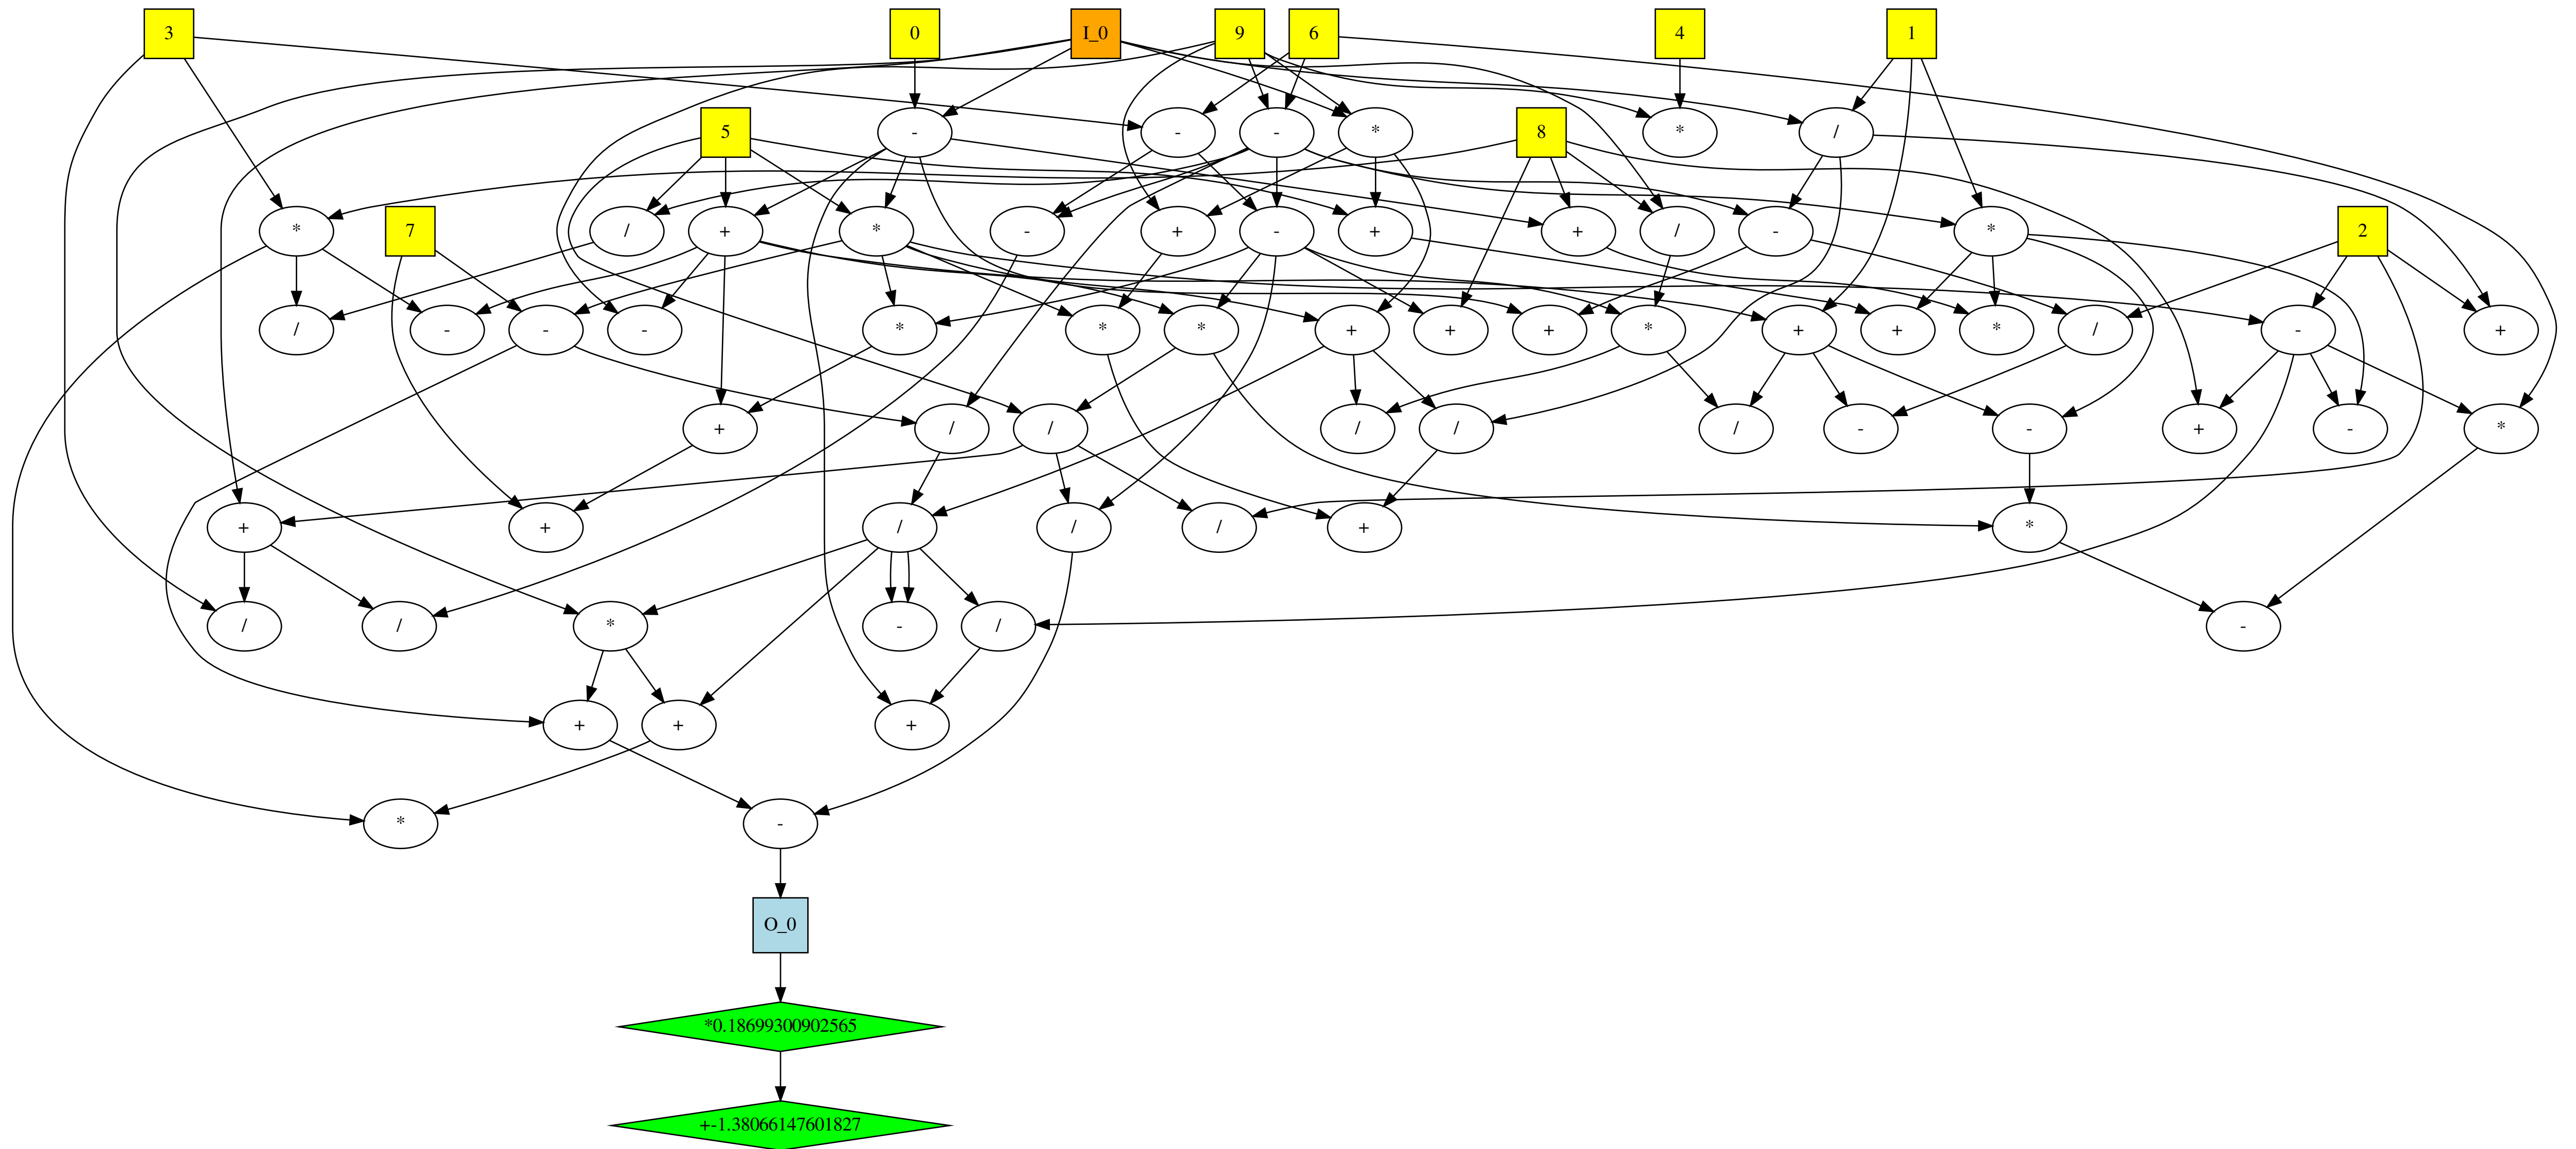 3 0 I_0 9 6 4 1
5 - - - * 8 * /
* 7 / + * - + - + + / - * 2
/ - - - * * * + + + * + + * / - +
+ / / / / / - - + - *
+ + / / / + *
/ / * - / -
+ + +
* -
O_0
*0.18699300902565
+-1.38066147601827